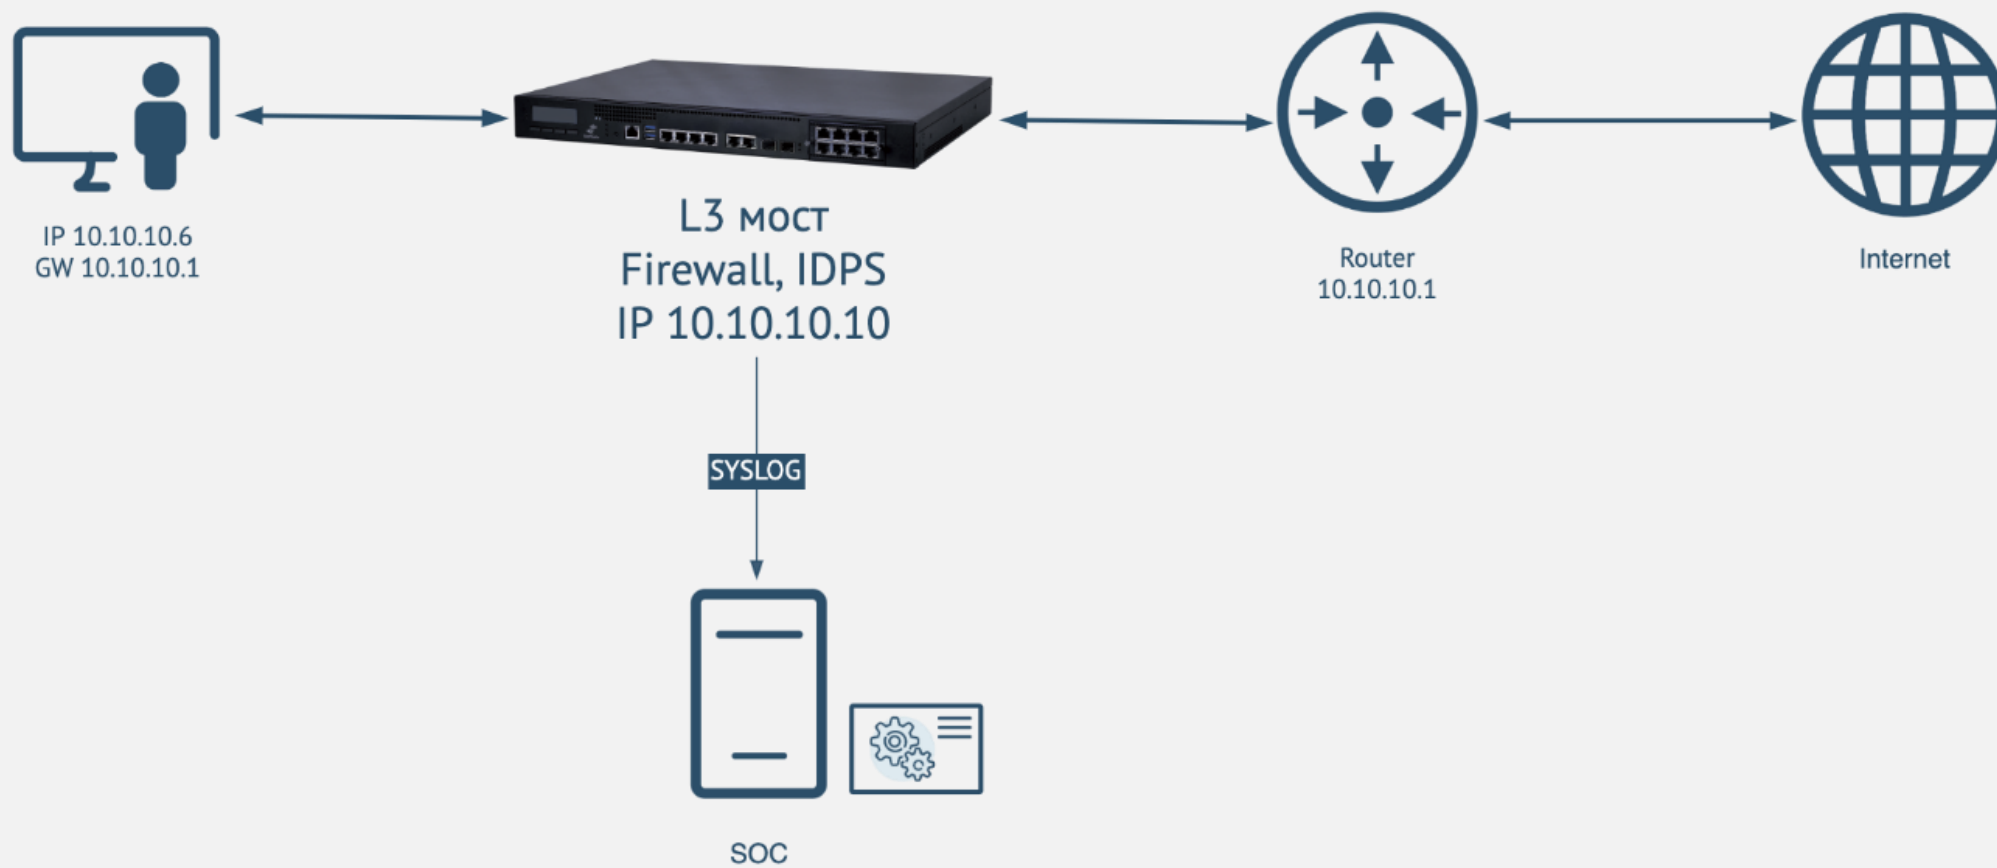 IP 10.10.10.6
GW 10.10.10.1
L3 мост
Firewall, IDPS
IP 10.10.10.10
Router
10.10.10.1
Internet
SYSLOG
SOC